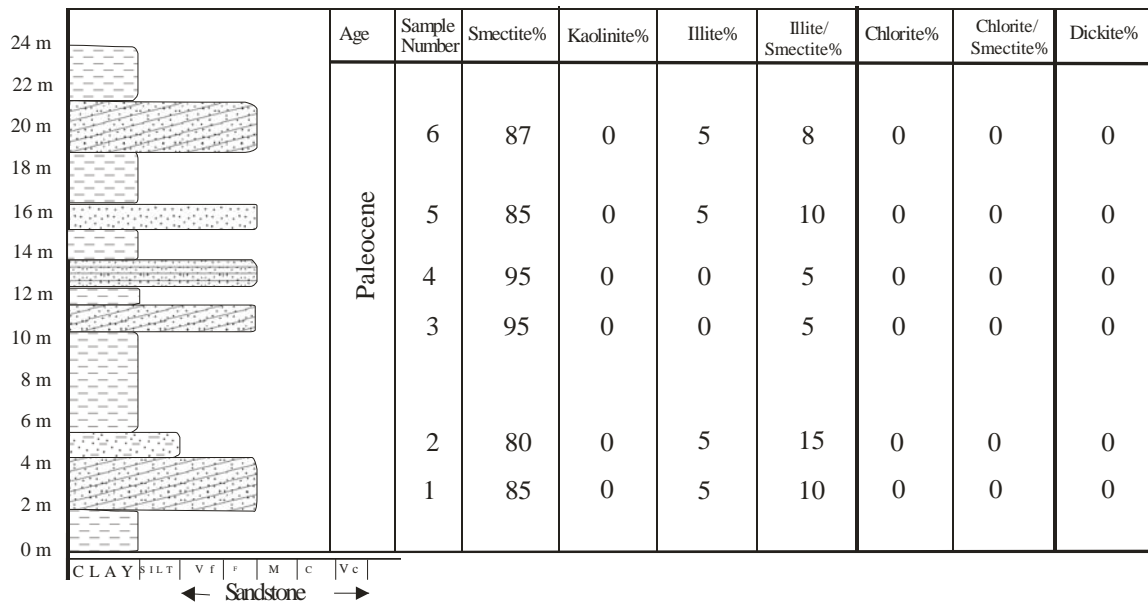 Age Sample Number Smectite% Kaolinite% Illite% Illite/ Smectite% Chlorite% Chlorite/ Smectite% Dickite%
24 m
22 m
20 m
6 87 0 5 8 0 0 0
18 m
16 m
5 85 0 5 10 0 0 0
14 m
Paleocene
4 95 0 0 5 0 0 0
12 m
3 95 0 0 5 0 0 0
10 m
8 m
6 m
2 80 0 5 15 0 0 0
4 m
1 85 0 5 10 0 0 0
2 m
0 m
CLAY SILT Vf F M C Vc
Sandstone